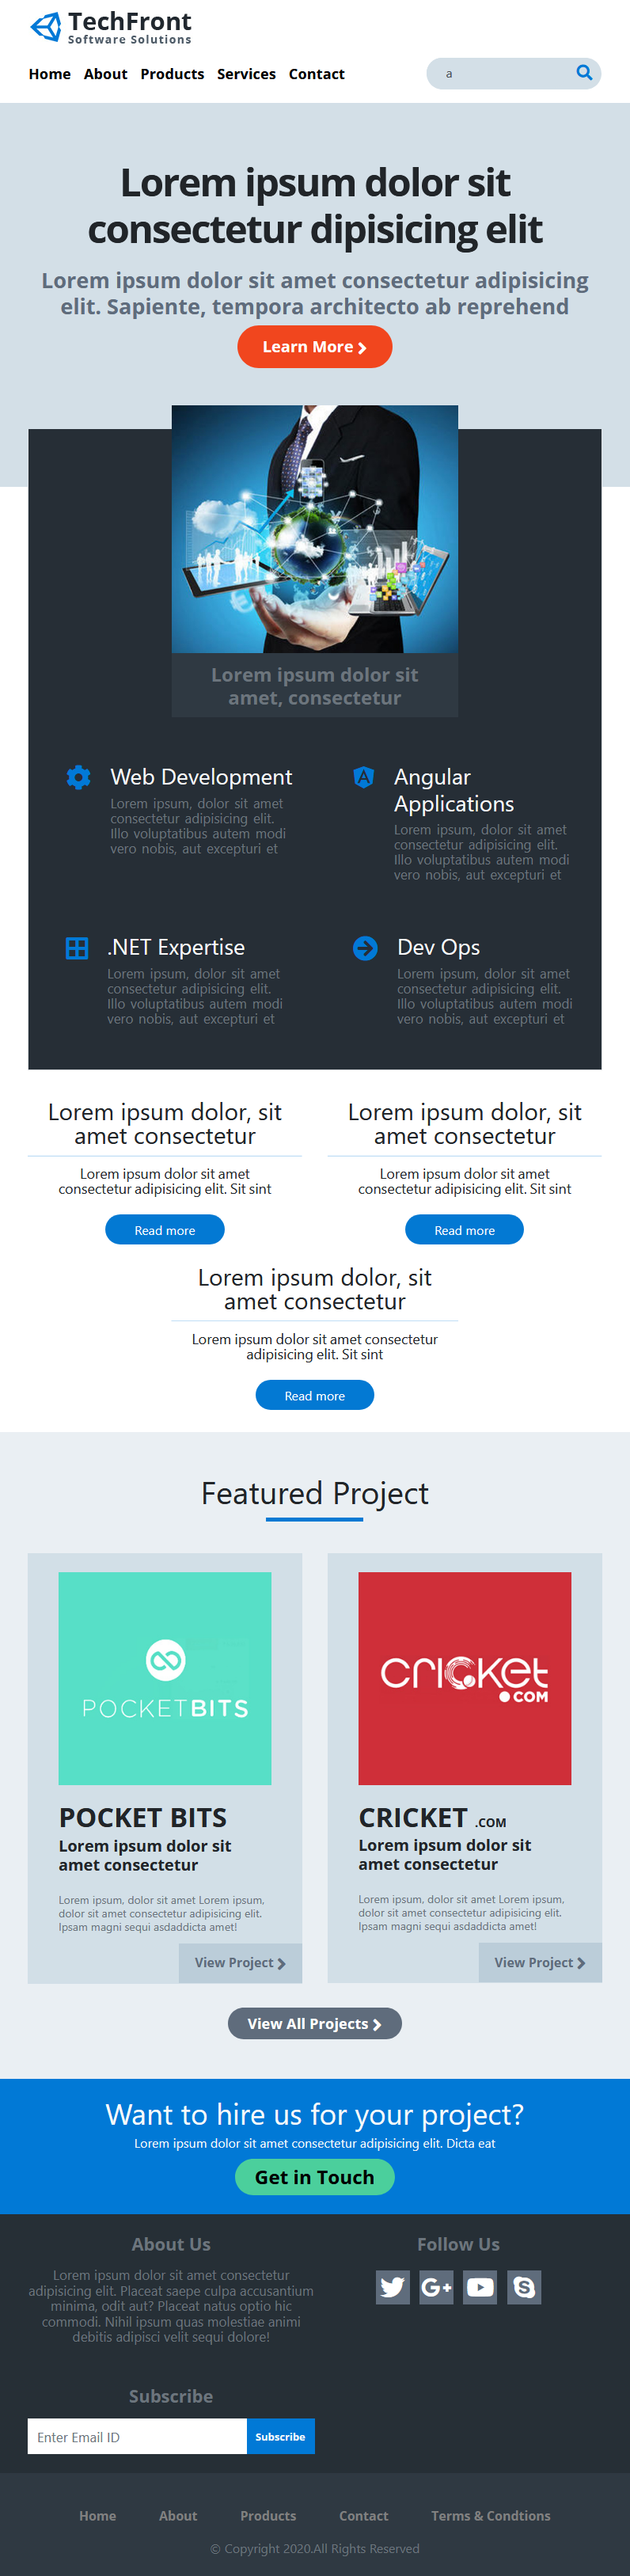 TechFront
Software Solutions
Home About Products Services Contact
a
Lorem ipsum dolor sit
consectetur dipisicing elit
Lorem ipsum dolor sit amet consectetur adipisicing
elit. Sapiente, tempora architecto ab reprehend
Learn More
Lorem ipsum dolor sit
amet, consectetur
Web Development
Lorem ipsum, dolor sit amet
consectetur adipisicing elit.
Illo voluptatibus autem modi
vero nobis, aut excepturi et
Angular
Applications
Lorem ipsum, dolor sit amet
consectetur adipisicing elit.
Illo voluptatibus autem modi
vero nobis, aut excepturi et
.NET Expertise
Lorem ipsum, dolor sit amet
consectetur adipisicing elit.
Illo voluptatibus autem modi
vero nobis, aut excepturi et
Dev Ops
Lorem ipsum, dolor sit amet
consectetur adipisicing elit.
Illo voluptatibus autem modi
vero nobis, aut excepturi et
Lorem ipsum dolor, sit
amet consectetur
Lorem ipsum dolor sit amet
consectetur adipisicing elit. Sit sint
Read more
Lorem ipsum dolor, sit
amet consectetur
Lorem ipsum dolor sit amet
consectetur adipisicing elit. Sit sint
Read more
Lorem ipsum dolor, sit
amet consectetur
Lorem ipsum dolor sit amet consectetur
adipisicing elit. Sit sint
Read more
Featured Project
POCKETBITS
POCKET BITS
Lorem ipsum dolor sit
amet consectetur
Lorem ipsum, dolor sit amet Lorem ipsum,
dolor sit amet consectetur adipisicing elit.
Ipsam magni sequi asdaddicta amet!
View Project
cricket
.COM
CRICKET .COM
Lorem ipsum dolor sit
amet consectetur
Lorem ipsum, dolor sit amet Lorem ipsum,
dolor sit amet consectetur adipisicing elit.
Ipsam magni sequi asdaddicta amet!
View Project
View All Projects
Want to hire us for your project?
Lorem ipsum dolor sit amet consectetur adipisicing elit. Dicta eat
Get in Touch
About Us
Lorem ipsum dolor sit amet consectetur
adipisicing elit. Placeat saepe culpa accusantium
minima, odit aut? Placeat natus optio hic
commodi. Nihil ipsum quas molestiae animi
debitis adipisci velit sequi dolore!
Follow Us
Subscribe
Enter Email ID
Subscribe
Home About Products Contact Terms & Condtions
© Copyright 2020.All Rights Reserved